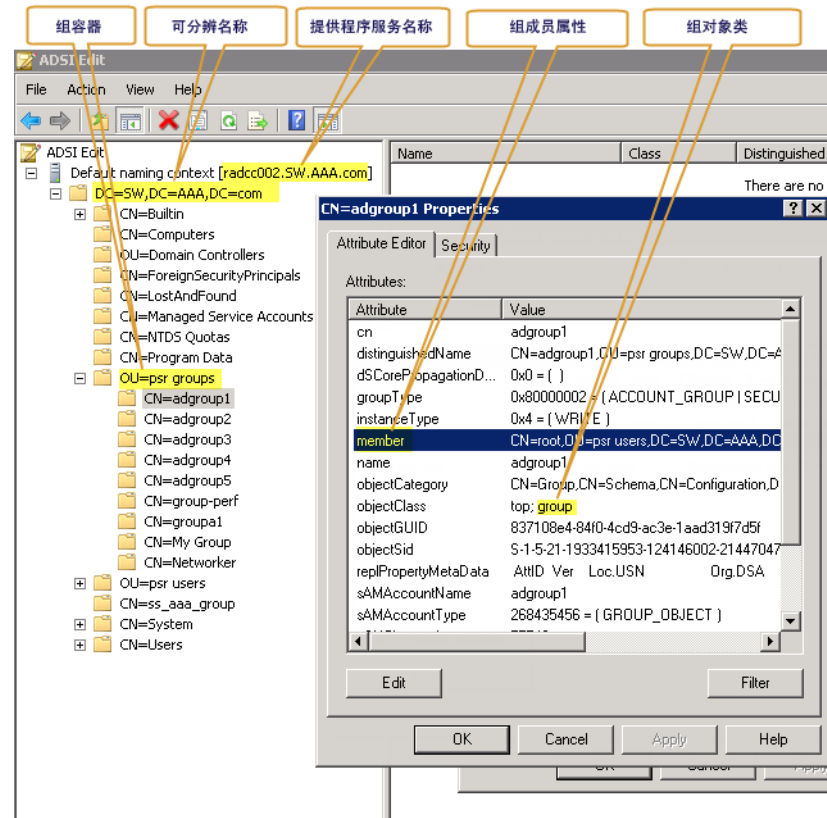 组容器
可分辨名称
提供程序服务名称
组成员属性
组对象类
ADSI Edit
File Action View Help
ADSI Edit
Default naming context [radcc002.SW.AAA.com]
DC=SW,DC=AAA,DC=com
CN=Builtin
CN=Computers
OU=Domain Controllers
CN=ForeignSecurityPrincipals
CN=LostAndFound
CN=Managed Service Accounts
CN=NTDS Quotas
CN=Program Data
OU=psr groups
CN=adgroup1
CN=adgroup2
CN=adgroup3
CN=adgroup4
CN=adgroup5
CN=group-perf
CN=groupa1
CN=My Group
CN=Networker
OU=psr users
CN=ss_aaa_group
CN=System
CN=Users
Name Class Distinguished
There are no
CN=adgroup1 Properties
Attribute Editor Security
Attributes:
Attribute Value
cn adgroup1
distinguishedName CN=adgroup1,OU=psr groups,DC=SW,DC=A
dSCorePropagationD... 0x0 = ( )
groupType 0x80000002 = ( ACCOUNT_GROUP | SECU
instanceType 0x4 = ( WRITE )
member CN=root,OU=psr users,DC=SW,DC=AAA,DC
name adgroup1
objectCategory CN=Group,CN=Schema,CN=Configuration,D
objectClass top; group
objectGUID 837108e4-84f0-4cd9-ac3e-1aad319f7d5f
objectSid S-1-5-21-1933415953-124146002-21447047
replPropertyMetaData AttID Ver Loc.USN Org.DSA
sAMAccountName adgroup1
sAMAccountType 268435456 = ( GROUP_OBJECT )
Edit Filter
OK Cancel Apply Help